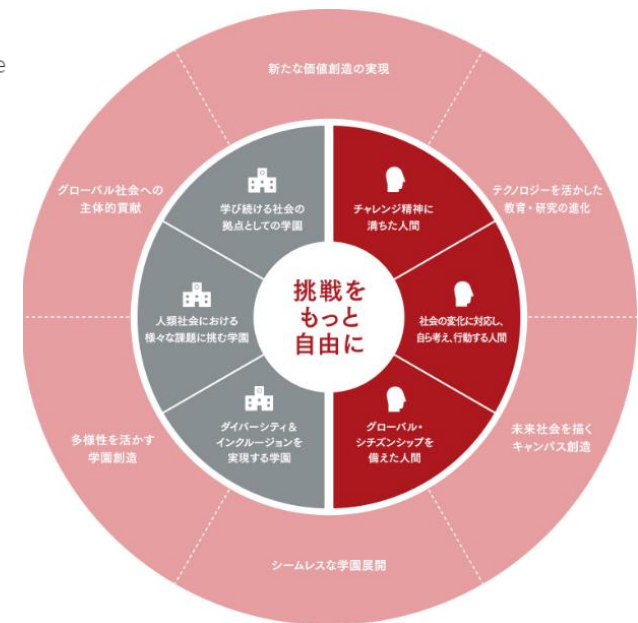 e
新たな価値創造の実現
グローバル社会への
主体的貢献
テクノロジーを活かした
教育・研究の進化
学び続ける社会の
拠点としての学園
チャレンジ精神に
満ちた人間
人類社会における
様々な課題に挑む学園
挑戦を
もっと
自由に
社会の変化に対応し、
自ら考え、行動する人間
ダイバーシティ＆
インクルージョンを
実現する学園
グローバル・
シチズンシップを
備えた人間
多様性を活かす
学園創造
未来社会を描く
キャンパス創造
シームレスな学園展開